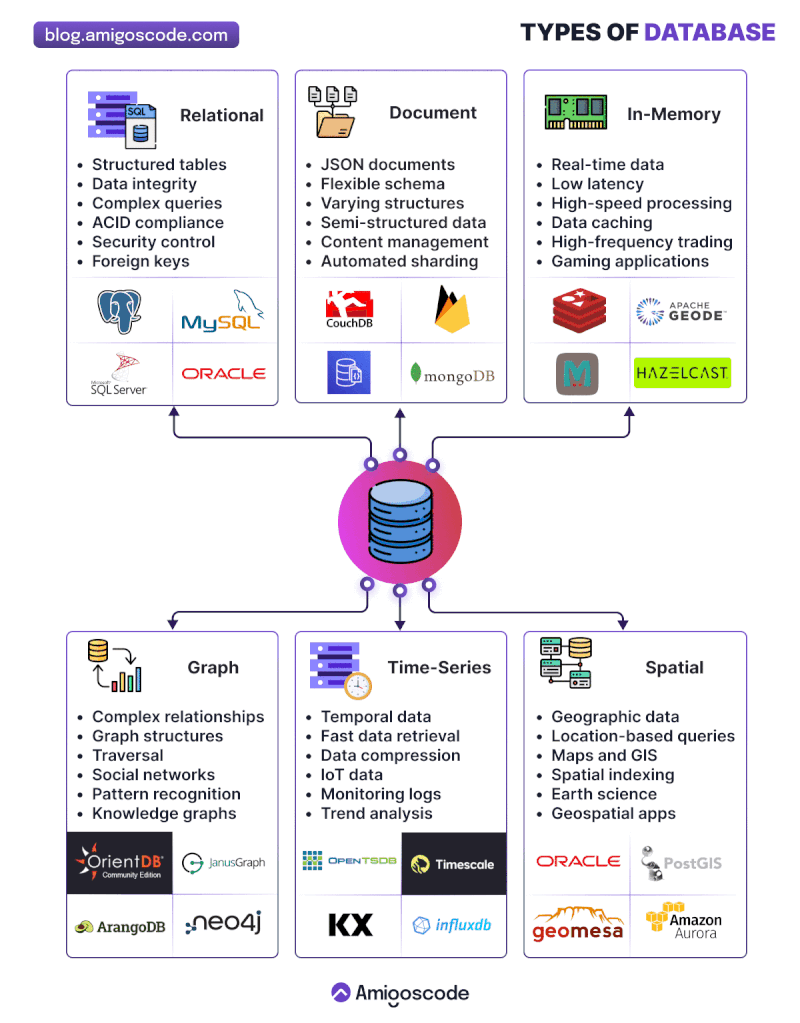 blog.amigoscode.com
TYPES OF DATABASE
SQL
Relational
• Structured tables
• Data integrity
• Complex queries
• ACID compliance
• Security control
• Foreign keys
MySQL
Microsoft
SQL Server
ORACLE
Document
• JSON documents
• Flexible schema
• Varying structures
• Semi-structured data
• Content management
• Automated sharding
CouchDB
mongoDB
In-Memory
• Real-time data
• Low latency
• High-speed processing
• Data caching
• High-frequency trading
• Gaming applications
APACHE
GEODE™
M
HAZELCAST
Graph
• Complex relationships
• Graph structures
• Traversal
• Social networks
• Pattern recognition
• Knowledge graphs
OrientDB®
Community Edition
JanusGraph
ArangoDB
neo4j
Time-Series
• Temporal data
• Fast data retrieval
• Data compression
• IoT data
• Monitoring logs
• Trend analysis
OPENTSDB
Timescale
KX
influxdb
Spatial
• Geographic data
• Location-based queries
• Maps and GIS
• Spatial indexing
• Earth science
• Geospatial apps
ORACLE
PostGIS
geomesa
Amazon
Aurora
Amigoscode